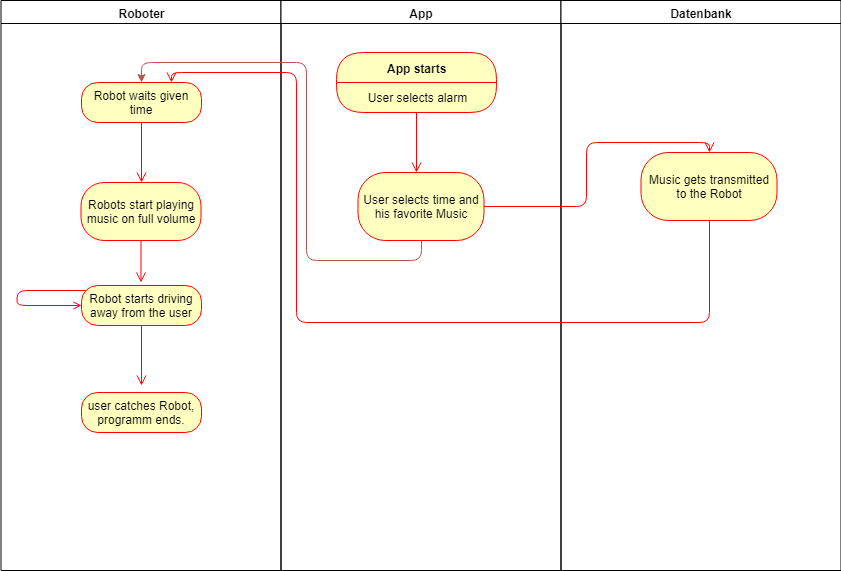 Roboter
App
Datenbank
App starts
User selects alarm
Robot waits given
time
User selects time and
his favorite Music
Music gets transmitted
to the Robot
Robots start playing
music on full volume
Robot starts driving
away from the user
user catches Robot,
programm ends.